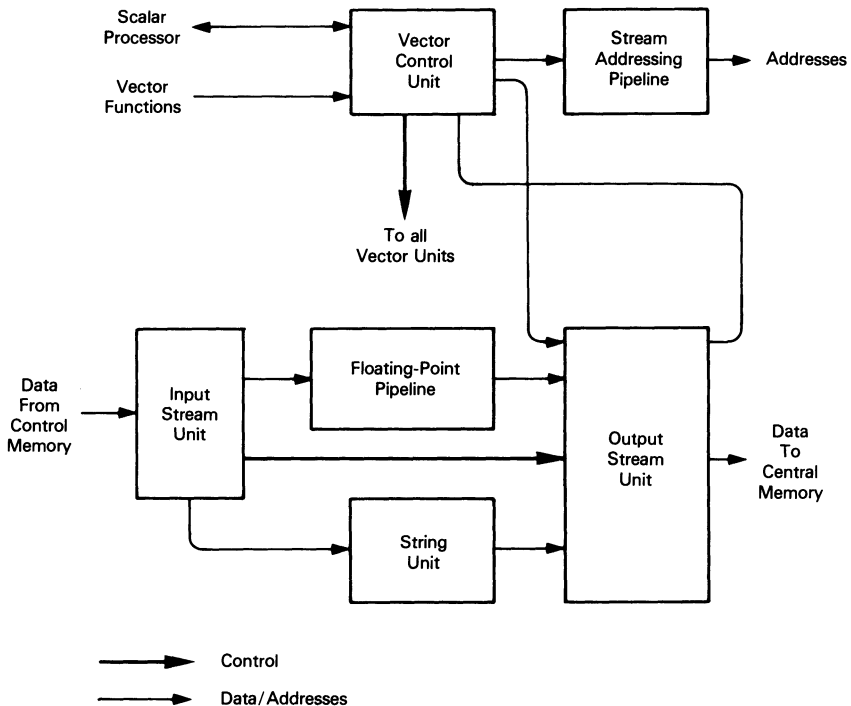 Scalar
Processor
Vector
Functions
Vector
Control
Unit
Stream
Addressing
Pipeline
Addresses
To all
Vector Units
Data
From
Control
Memory
Input
Stream
Unit
Floating-Point
Pipeline
String
Unit
Output
Stream
Unit
Data
To
Central
Memory
Control
Data/Addresses